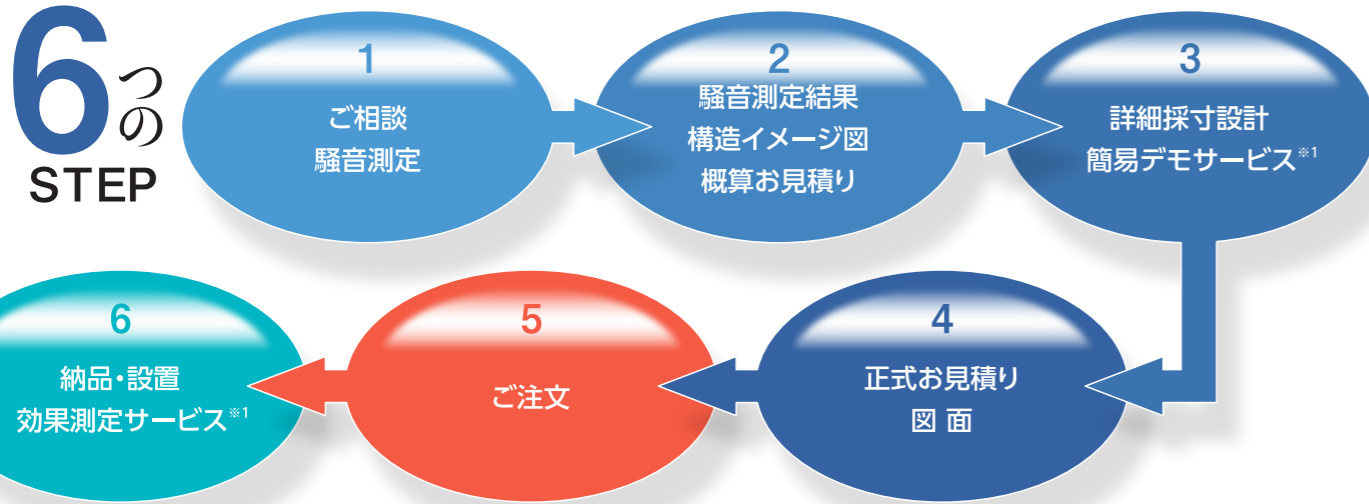 6つの
STEP
1
ご相談
騒音測定
2
騒音測定結果
構造イメージ図
概算お見積り
3
詳細採寸設計
簡易デモサービス※1
4
正式お見積り
図 面
5
ご注文
6
納品・設置
効果測定サービス※1